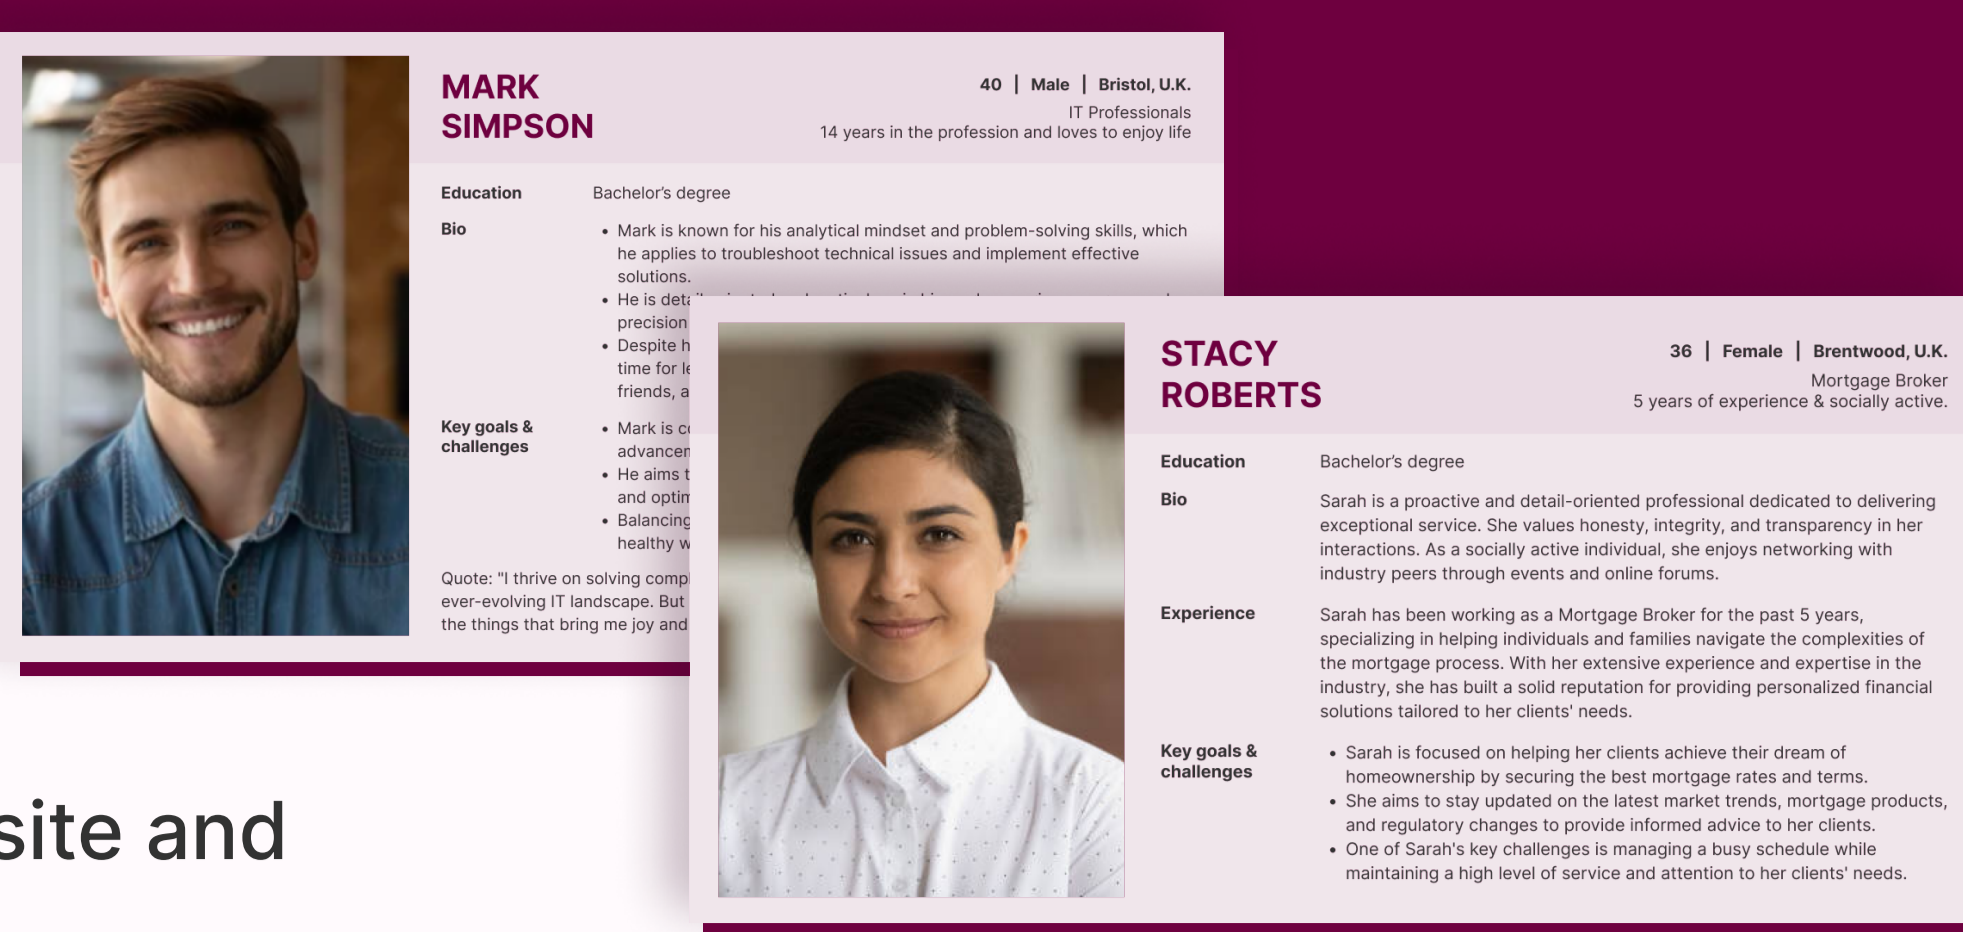 MARK
SIMPSON
40 | Male | Bristol, U.K.
IT Professionals
14 years in the profession and loves to enjoy life
Education
Bachelor's degree
Bio
• Mark is known for his analytical mindset and problem-solving skills, which
he applies to troubleshoot technical issues and implement effective
solutions.
• He is
precision
• Despite
time for
friends,
Key goals &
challenges
• Mark is
• He aims
and
• Balancing
healthy
Quote: "I thrive on solving
ever-evolving IT landscape. But
the things that bring me joy and
STACY
ROBERTS
36 | Female | Brentwood, U.K.
Mortgage Broker
5 years of experience & socially active.
Education
Bachelor's degree
Bio
Sarah is a proactive and detail-oriented professional dedicated to delivering
exceptional service. She values honesty, integrity, and transparency in her
interactions. As a socially active individual, she enjoys networking with
industry peers through events and online forums.
Experience
Sarah has been working as a Mortgage Broker for the past 5 years,
specializing in helping individuals and families navigate the complexities of
the mortgage process. With her extensive experience and expertise in the
industry, she has built a solid reputation for providing personalized financial
solutions tailored to her clients' needs.
Key goals &
challenges
• Sarah is focused on helping her clients achieve their dream of
homeownership by securing the best mortgage rates and terms.
• She aims to stay updated on the latest market trends, mortgage products,
and regulatory changes to provide informed advice to her clients.
• One of Sarah's key challenges is managing a busy schedule while
maintaining a high level of service and attention to her clients' needs.
site and